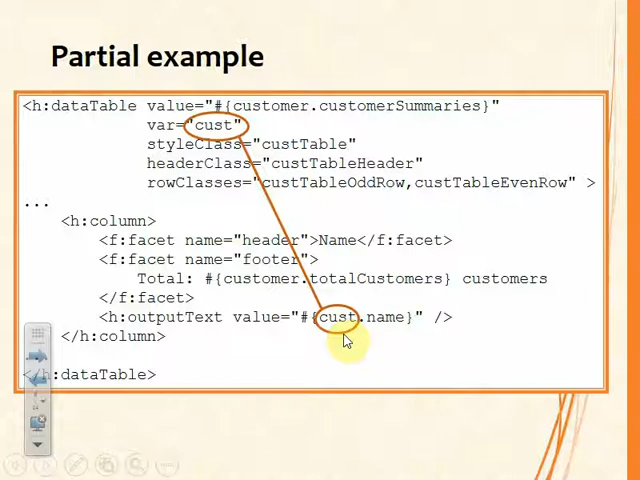 Partial example
<h:dataTable value="#{customer.customerSummaries}"
var="cust"
styleClass="custTable"
headerClass="custTableHeader"
rowClasses="custTableOddRow,custTableEvenRow" >
...
<h:column>
<f:facet name="header">Name</f:facet>
<f:facet name="footer">
Total: #{customer.totalCustomers} customers
</f:facet>
<h:outputText value="#{cust.name}" />
</h:column>
</h:dataTable>